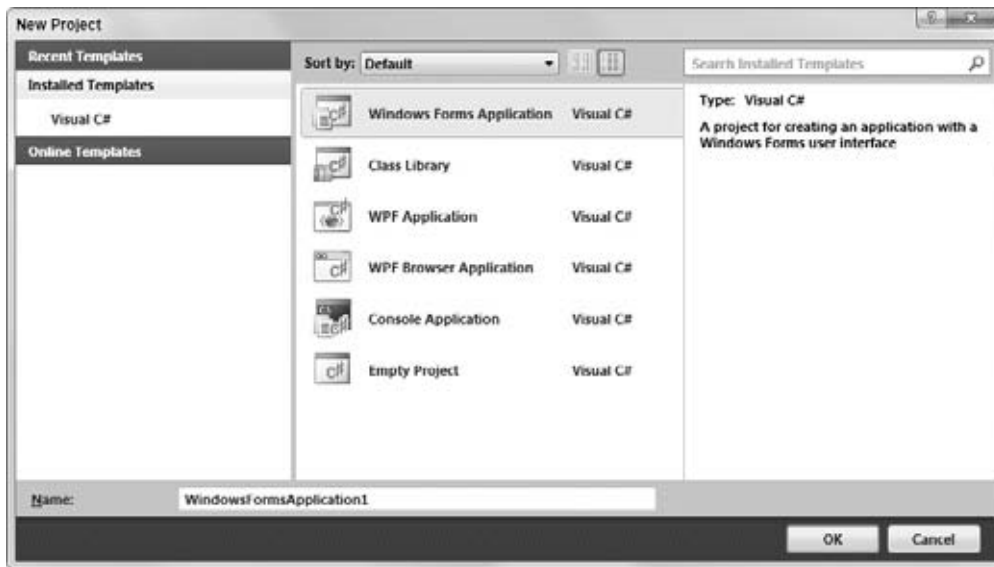 New Project
Recent Templates
Installed Templates
Visual C#
Online Templates
Sort by: Default
Windows Forms Application Visual C#
Class Library Visual C#
WPF Application Visual C#
WPF Browser Application Visual C#
Console Application Visual C#
Empty Project Visual C#
Search Installed Templates
Type: Visual C#
A project for creating an application with a
Windows Forms user interface
Name: WindowsFormsApplication1
OK Cancel